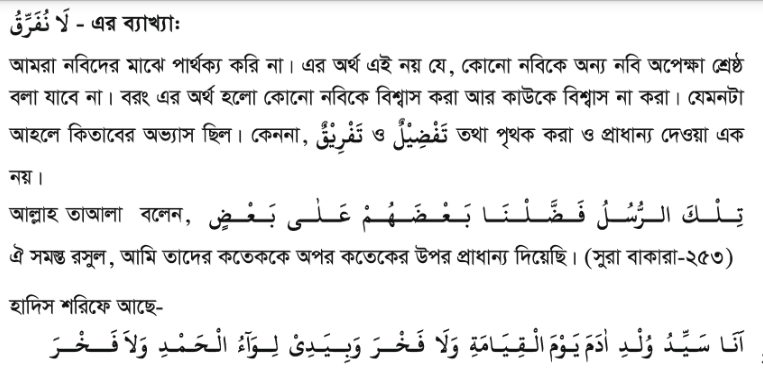 لَا نُفَرِّقُ - এর ব্যাখ্যা:
আমরা নবিদের মাঝে পার্থক্য করি না। এর অর্থ এই নয় যে, কোনো নবিকে অন্য নবি অপেক্ষা শ্রেষ্ঠ
বলা যাবে না। বরং এর অর্থ হলো কোনো নবিকে বিশ্বাস করা আর কাউকে বিশ্বাস না করা। যেমনটা
আহলে কিতাবের অভ্যাস ছিল। কেননা, تَفْضِيْلٌ ও تَفْرِيْقٌ তথা পৃথক করা ও প্রাধান্য দেওয়া এক
নয়।
আল্লাহ তাআলা বলেন, تِلْكَ الرُّسُلُ فَضَّلْنَا بَعْضَهُمْ عَلٰى بَعْضٍ
ঐ সমস্ত রসুল, আমি তাদের কতেককে অপর কতেকের উপর প্রাধান্য দিয়েছি। (সুরা বাকারা-২৫৩)
হাদিস শরিফে আছে-
اَنَا سَيِّدُ وُلْدِ اٰدَمَ يَوْمَ الْقِيَامَةِ وَلَا فَخْرَ وَبِيَدِىْ لِوَآءُ الْحَمْدِ وَلَا فَخْرَ